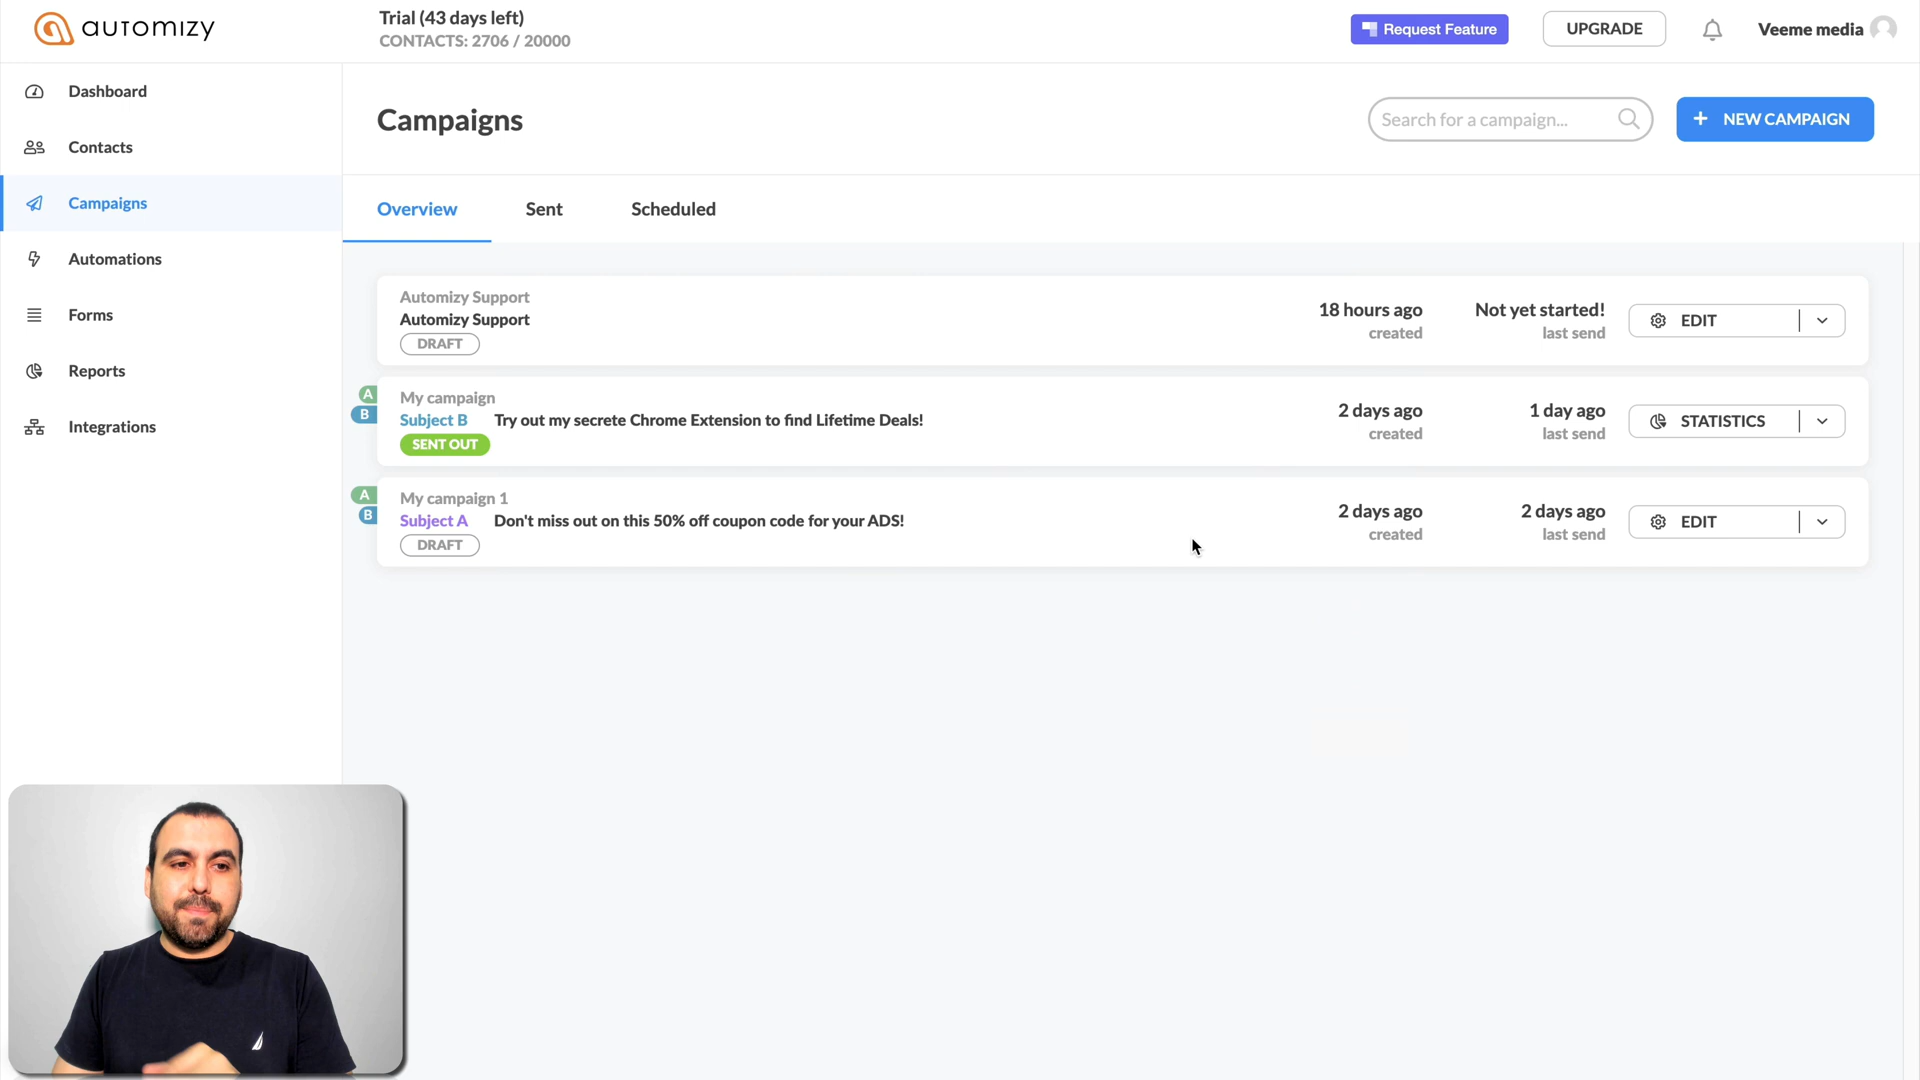 automizy
Trial (43 days left)
CONTACTS: 2706 / 20000
Request Feature
UPGRADE
Veeme media
Dashboard
Contacts
Campaigns
Automations
Forms
Reports
Integrations
Campaigns
Search for a campaign...
+ NEW CAMPAIGN
Overview
Sent
Scheduled
Automizy Support
Automizy Support
DRAFT
18 hours ago
created
Not yet started!
last send
EDIT
A
B
My campaign
Subject B Try out my secrete Chrome Extension to find Lifetime Deals!
SENT OUT
2 days ago
created
1 day ago
last send
STATISTICS
A
B
My campaign 1
Subject A Don't miss out on this 50% off coupon code for your ADS!
DRAFT
2 days ago
created
2 days ago
last send
EDIT